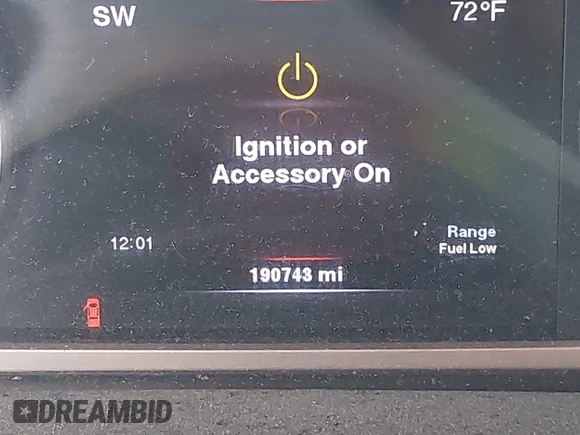 SW
72°F
Ignition or
Accessory On
12:01
Range
Fuel Low
190743 mi
DREAMBID